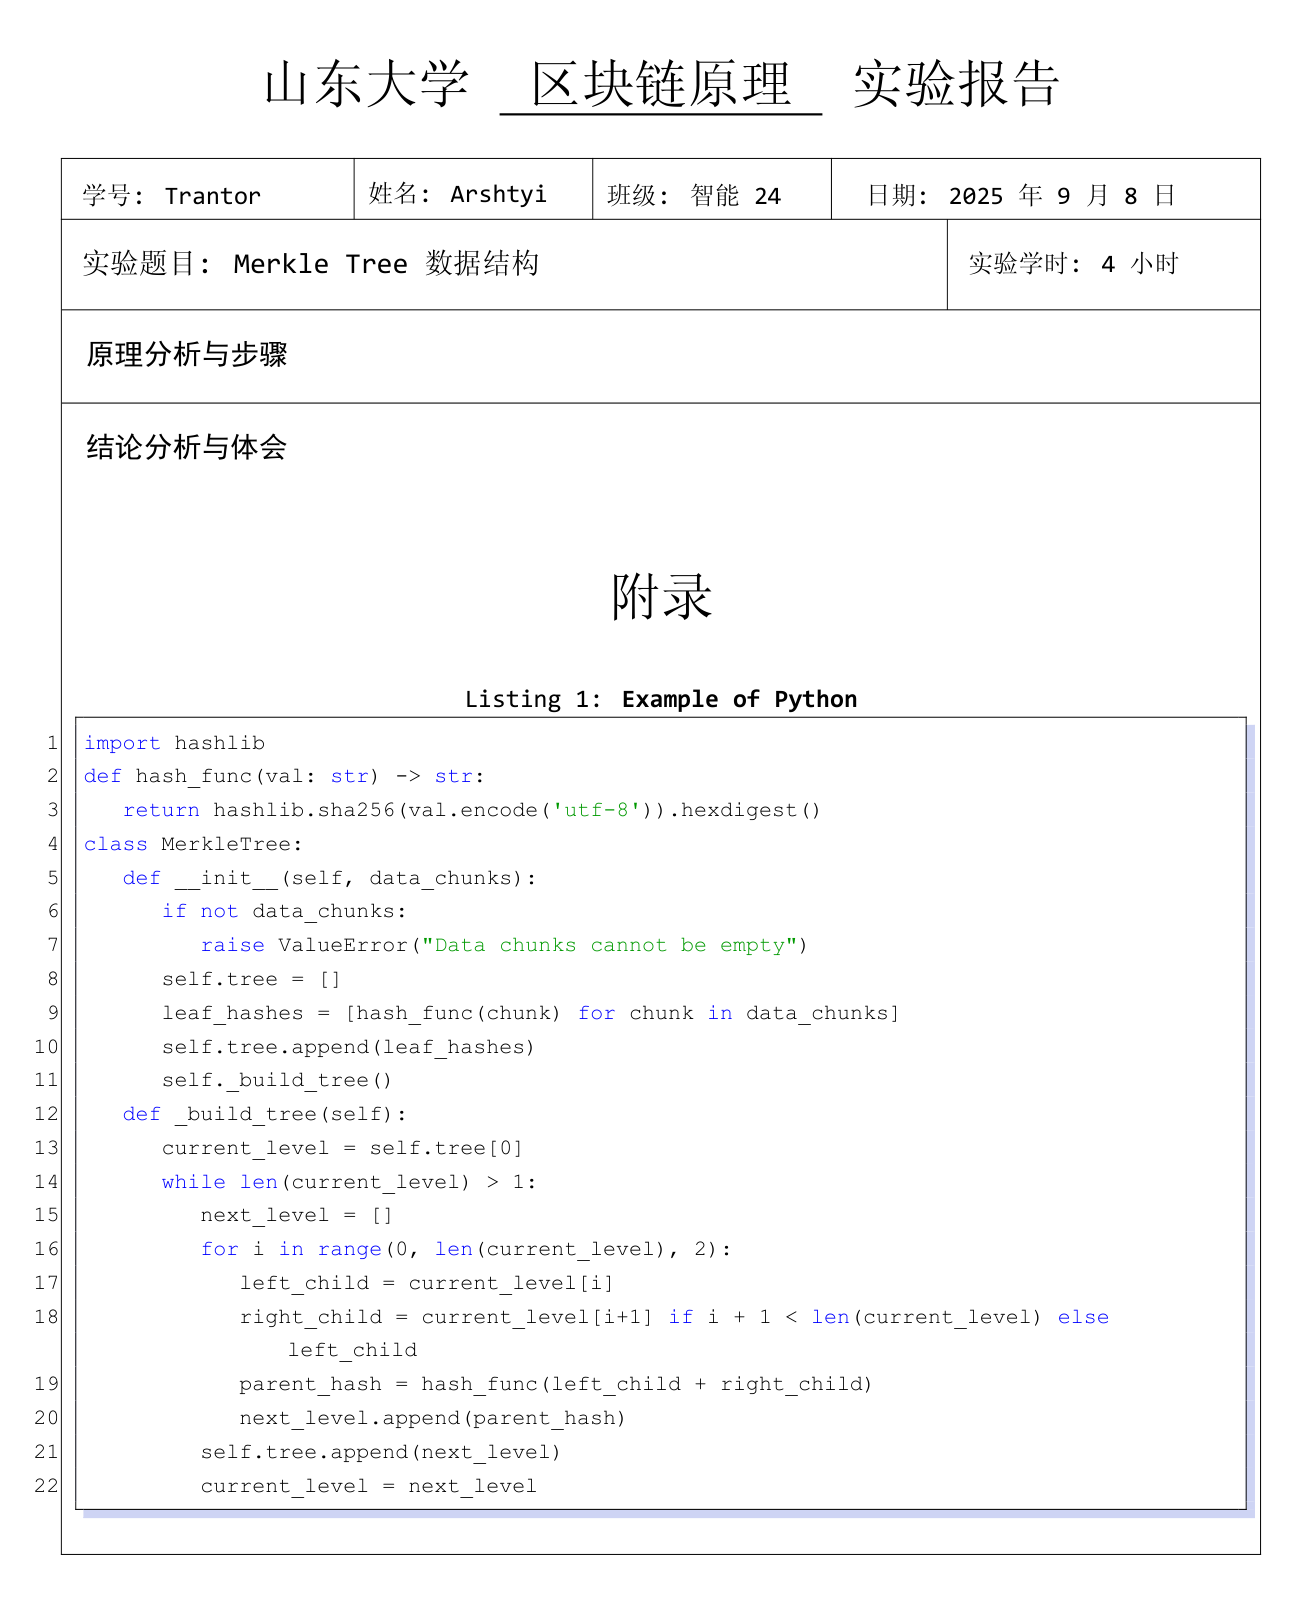 山东大学 区块链原理 实验报告
学号: Trantor 姓名: Arshtyi 班级: 智能 24 日期: 2025 年 9 月 8 日
实验题目: Merkle Tree 数据结构 实验学时: 4 小时
原理分析与步骤
结论分析与体会
附录
Listing 1: Example of Python
1 import hashlib
2 def hash_func(val: str) -> str:
3    return hashlib.sha256(val.encode('utf-8')).hexdigest()
4 class MerkleTree:
5    def __init__(self, data_chunks):
6       if not data_chunks:
7          raise ValueError("Data chunks cannot be empty")
8       self.tree = []
9       leaf_hashes = [hash_func(chunk) for chunk in data_chunks]
10       self.tree.append(leaf_hashes)
11       self._build_tree()
12    def _build_tree(self):
13       current_level = self.tree[0]
14       while len(current_level) > 1:
15          next_level = []
16          for i in range(0, len(current_level), 2):
17             left_child = current_level[i]
18             right_child = current_level[i+1] if i + 1 < len(current_level) else
left_child
19             parent_hash = hash_func(left_child + right_child)
20             next_level.append(parent_hash)
21          self.tree.append(next_level)
22          current_level = next_level